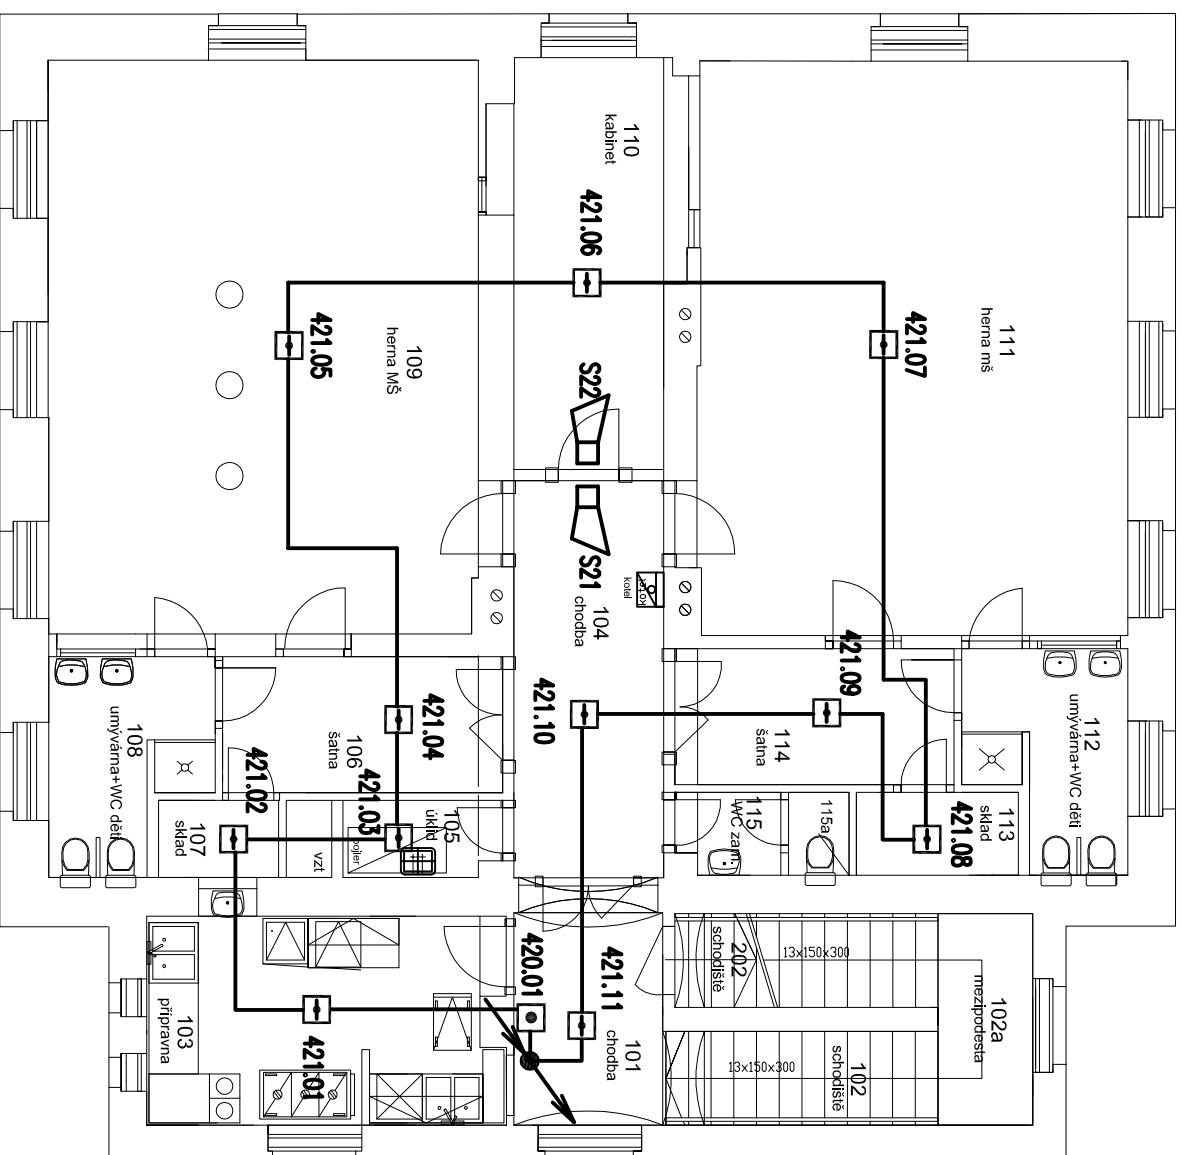 110
kabinet
421.06
421.05
109
herna MŠ
S22
421.07
111
herna mš
S21
104
chodba
kotel
kotel
421.10
421.09
114
šatna
421.04
106
šatna
108
umývárna+WC děti
421.02
421.03
107
sklad
vzt
105
úklid
bojler
115
WC zam.
115a
113
sklad
421.08
112
umývárna+WC děti
420.01
421.11
101
chodba
202
schodiště
13x150x300
102a
mezipodesta
102
schodiště
13x150x300
103
přípravna
421.01